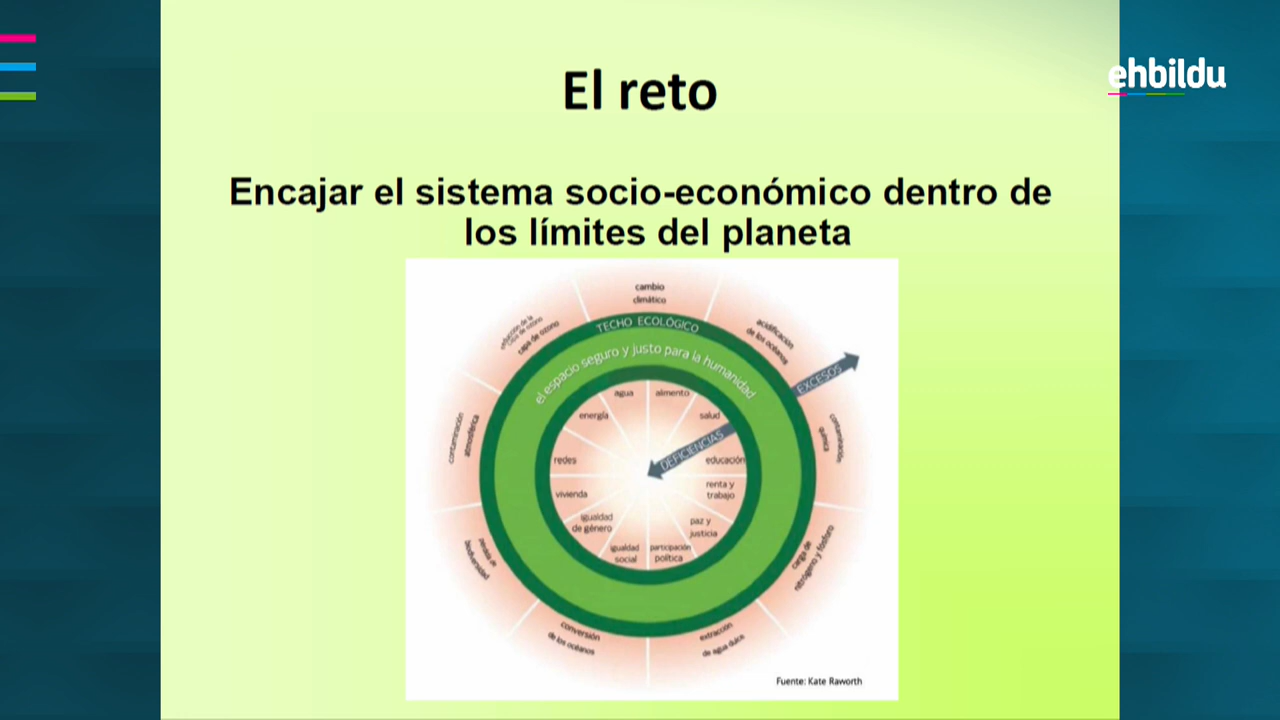 El reto
ehbildu
Encajar el sistema socio-económico dentro de
los límites del planeta
cambio
climático
TECHO ECOLÓGICO
el espacio seguro y justo para la humanidad
acidificación
de los océanos
EXCESOS
contaminación
química
carga de
nitrógeno y fósforo
extracción
de agua dulce
conversión
de los océanos
pérdida de
biodiversidad
contaminación
atmosférica
capa de ozono
agua
alimento
energía
salud
DEFICIENCIAS
redes
educación
vivienda
renta y
trabajo
igualdad
de género
paz y
justicia
igualdad
social
participación
política
Fuente: Kate Raworth